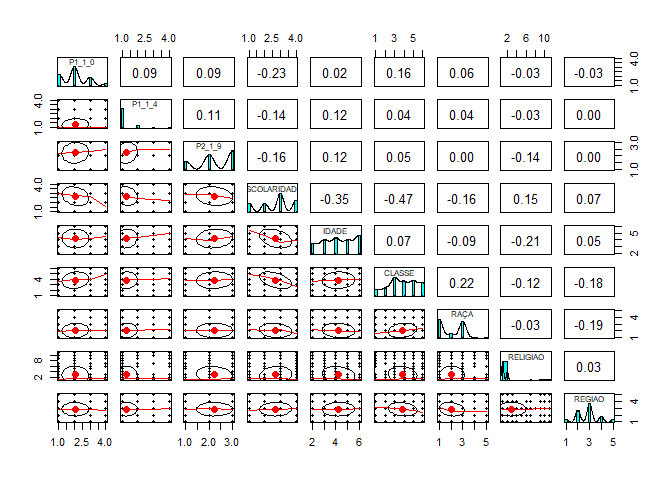 1.0 2.5 4.0 1.0 2.5 4.0 1 3 5 2 6 10
P1_1_0 0.09 0.09 -0.23 0.02 0.16 0.06 -0.03 -0.03 1.0 4.0
1.0 4.0 P1_1_4 0.11 -0.14 0.12 0.04 0.04 -0.03 0.00
P2_1_9 -0.16 0.12 0.05 0.00 -0.14 0.00 1.0 3.0
1.0 4.0 SCOLARIDAD -0.35 -0.47 -0.16 0.15 0.07
IDADE 0.07 -0.09 -0.21 0.05 2 5
1 4 CLASSE 0.22 -0.12 -0.18
RAÇA -0.03 -0.19 1 4
2 8 RELIGIAO 0.03
REGIAO 1 4
1.0 2.5 4.0 1.0 2.0 3.0 2 4 6 1 3 5 1 3 5